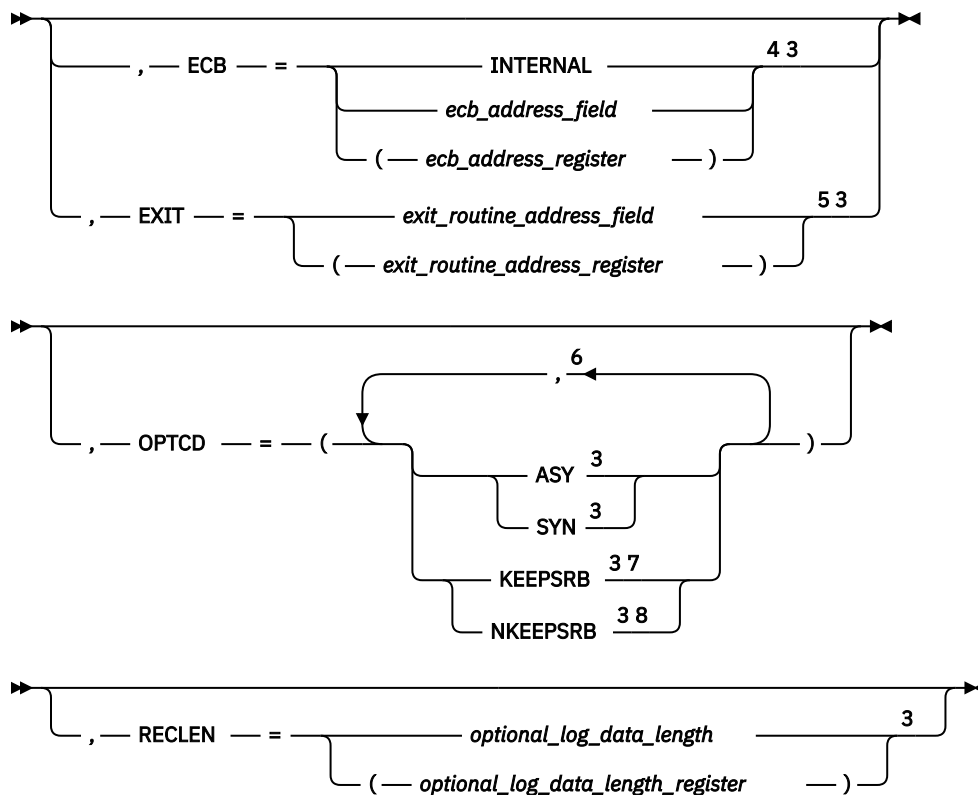 , ECB = INTERNAL 4 3
ecb_address_field
( ecb_address_register )
, EXIT = exit_routine_address_field 5 3
( exit_routine_address_register )
, 6
, OPTCD = ( )
ASY 3
SYN 3
KEEPSRB 3 7
NKEEPSRB 3 8
, RECLEN = optional_log_data_length 3
( optional_log_data_length_register )